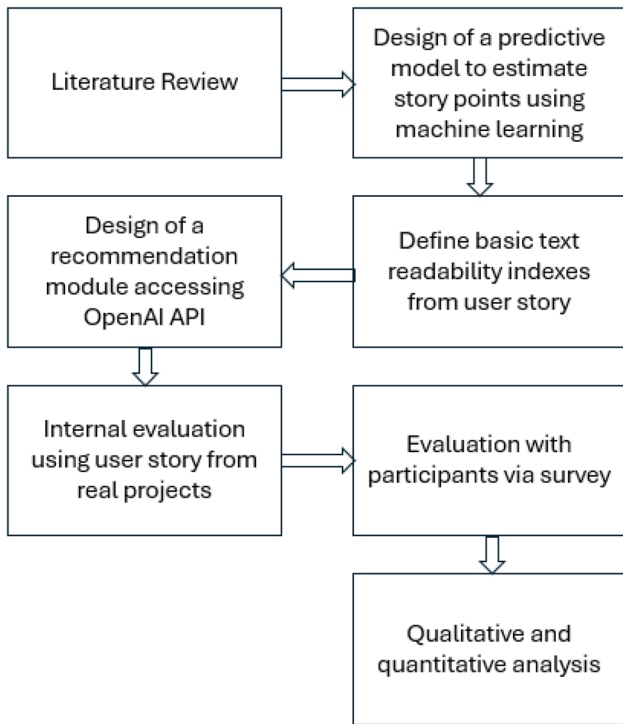 Literature Review
Design of a predictive
model to estimate
story points using
machine learning
Define basic text
readability indexes
from user story
Design of a
recommendation
module accessing
OpenAI API
Internal evaluation
using user story from
real projects
Evaluation with
participants via survey
Qualitative and
quantitative analysis